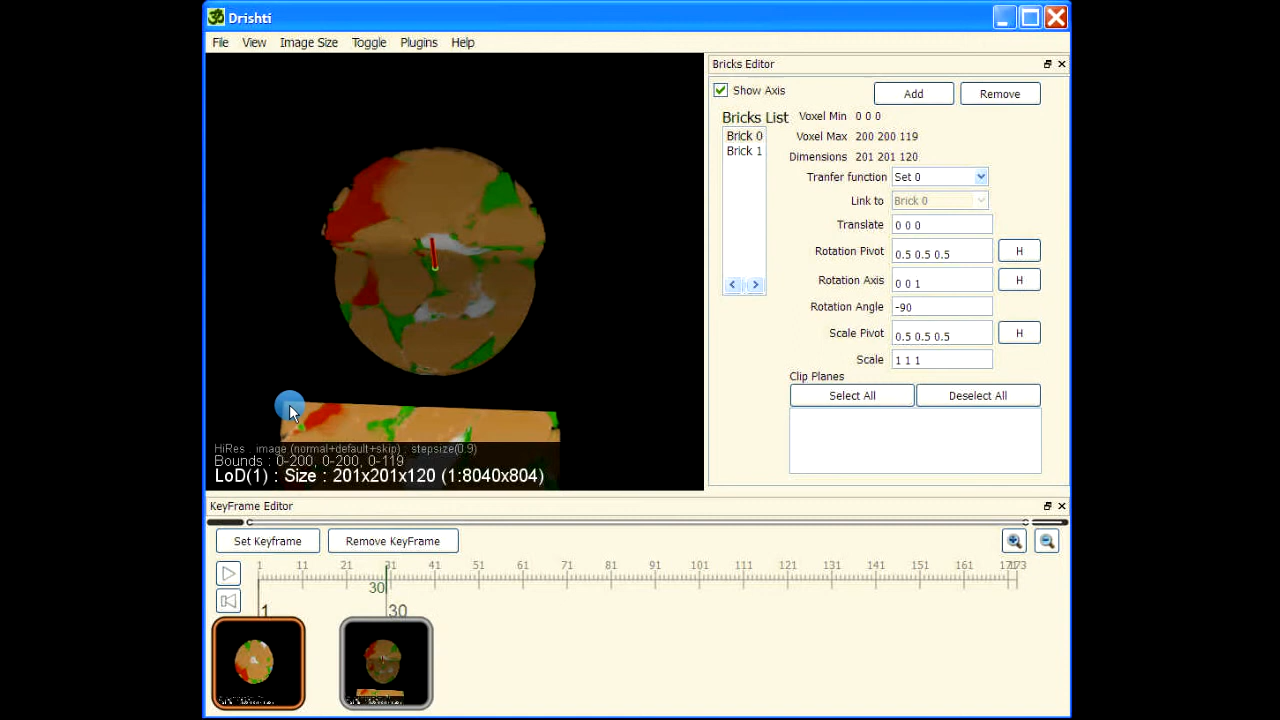 Drishti
File View Image Size Toggle Plugins Help
Bricks Editor
Show Axis Add Remove
Bricks List Voxel Min 0 0 0
Brick 0 Voxel Max 200 200 119
Brick 1
Dimensions 201 201 120
Tranfer function Set 0
Link to Brick 0
Translate 0 0 0
Rotation Pivot 0.5 0.5 0.5 H
Rotation Axis 0 0 1 H
Rotation Angle -90
Scale Pivot 0.5 0.5 0.5 H
Scale 1 1 1
Clip Planes
Select All Deselect All
HiRes : image (normal+default+skip) : stepsize(0.9)
Bounds : 0-200, 0-200, 0-119
LoD(1) : Size : 201x201x120 (1:8040x804)
KeyFrame Editor
Set Keyframe Remove KeyFrame
1 11 21 31 41 51 61 71 81 91 101 111 121 131 141 151 161 171 173
30
1 30